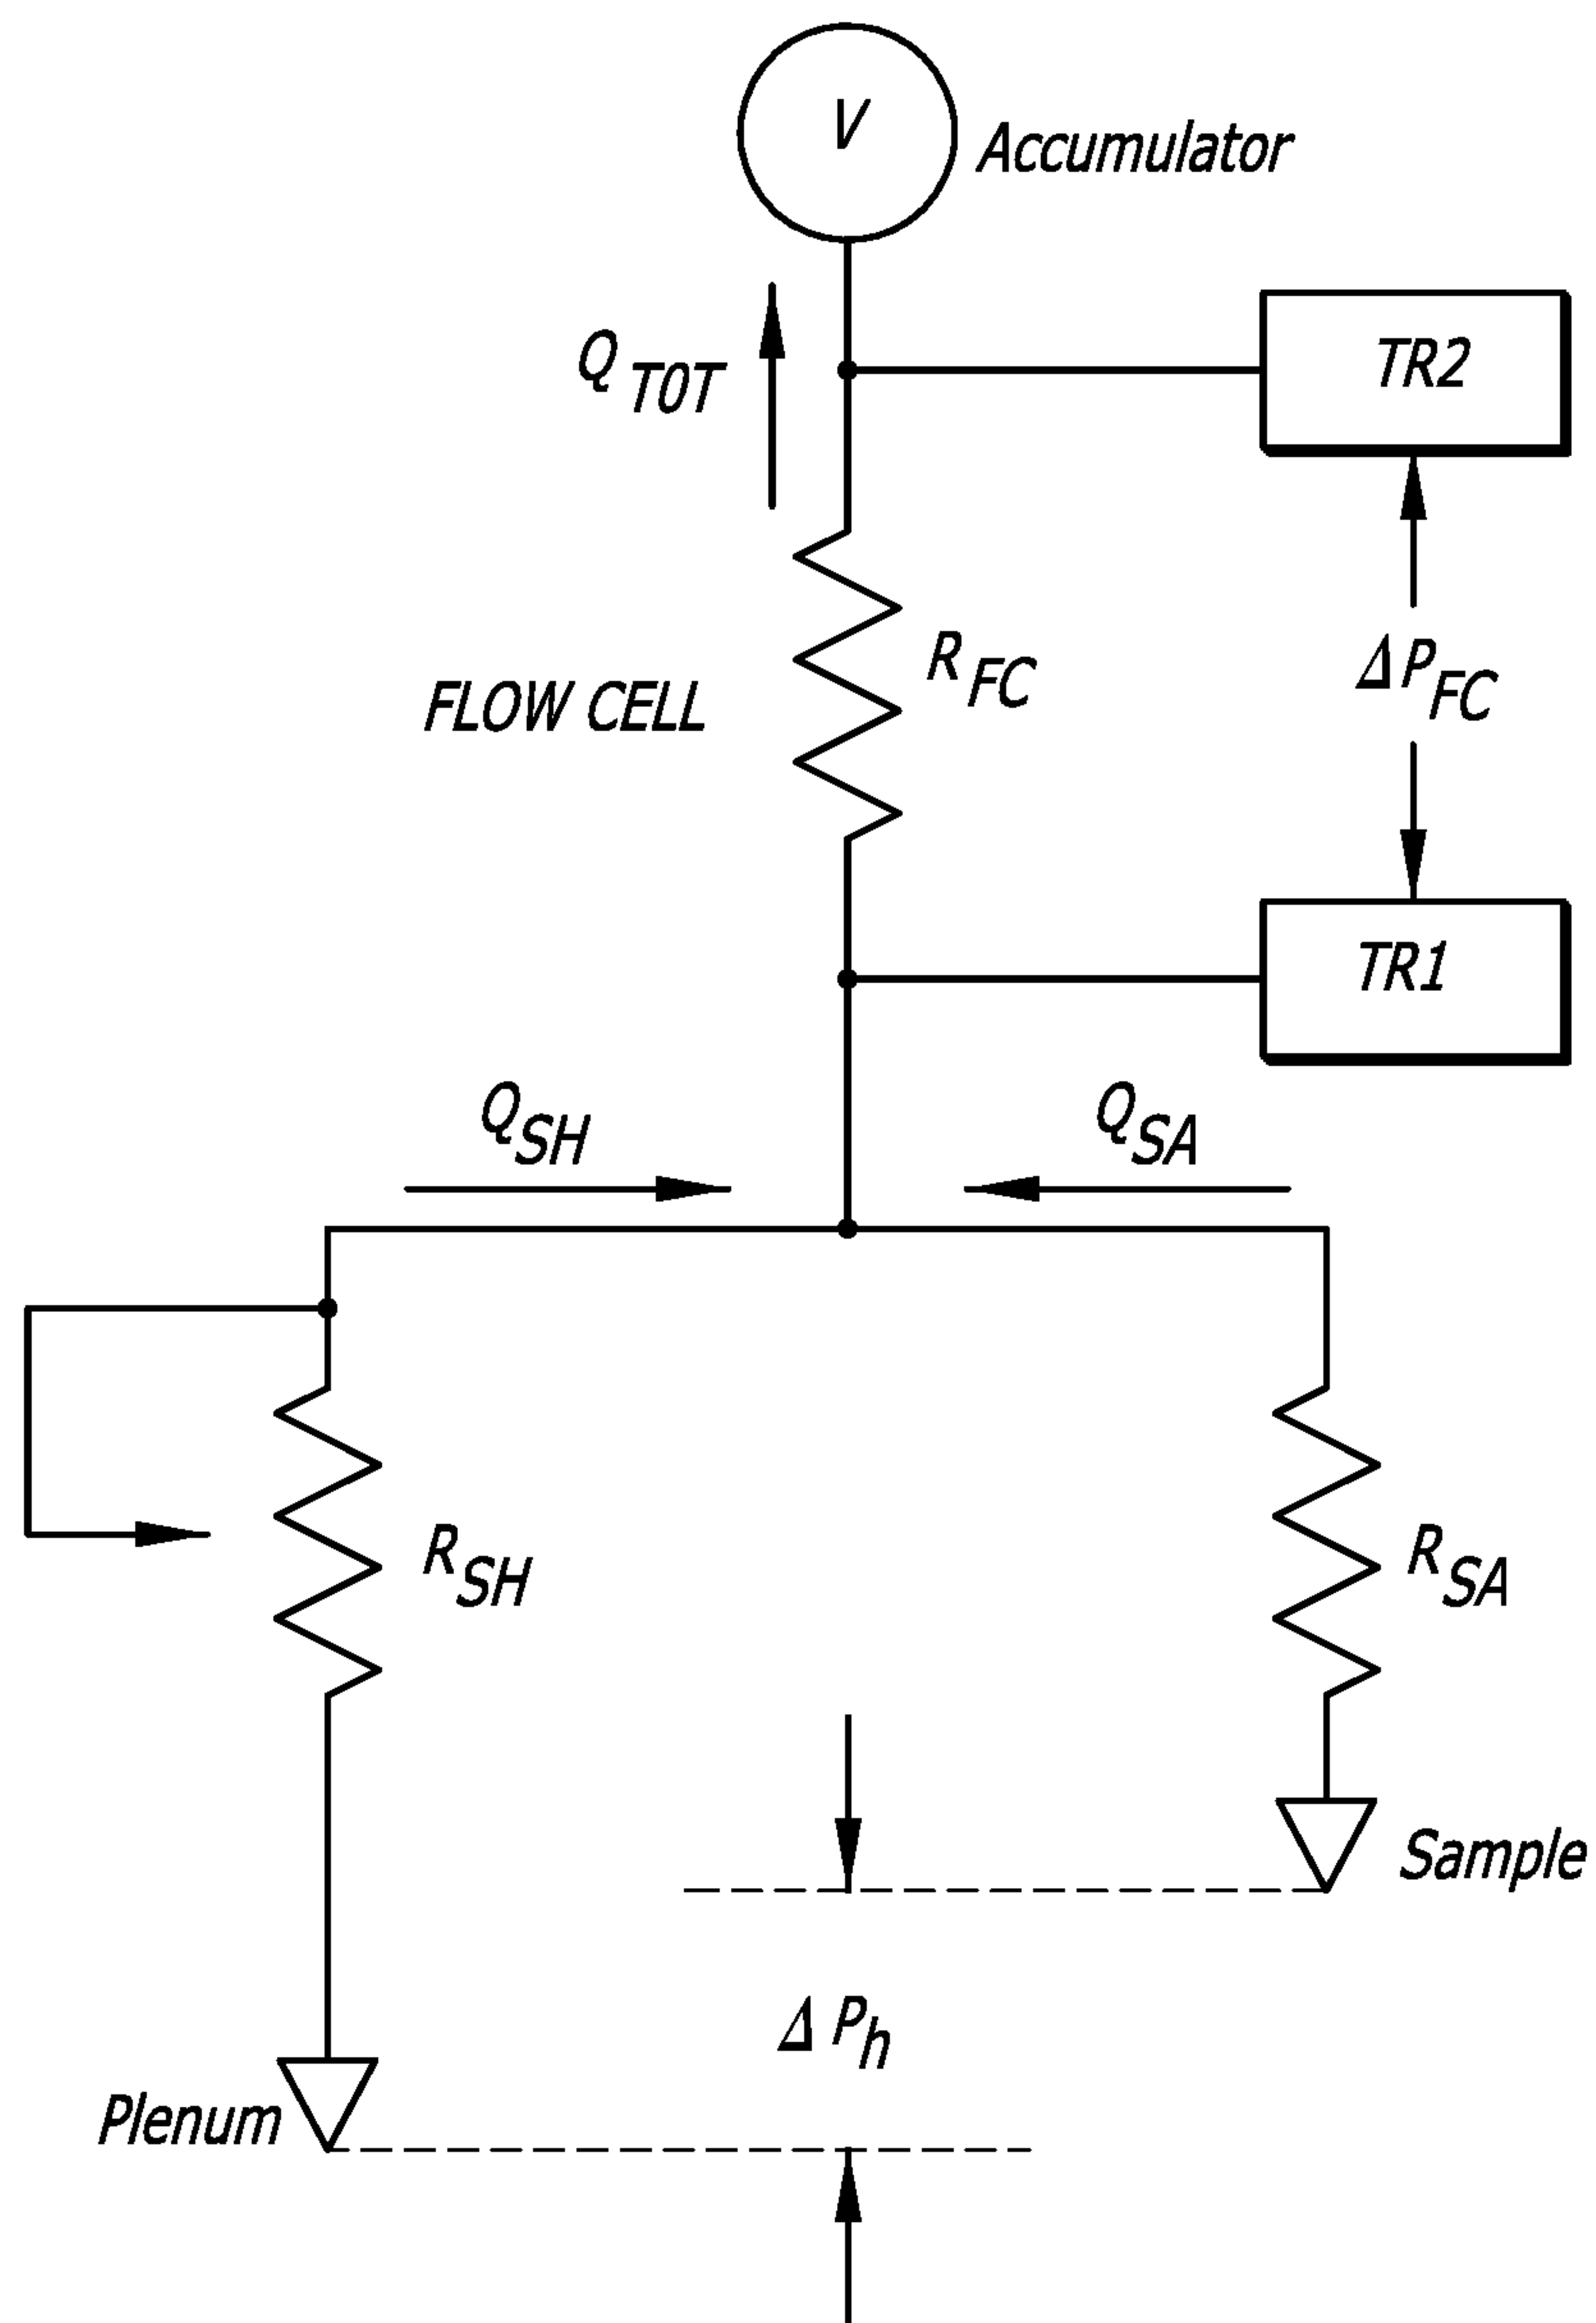 V
Accumulator
Q TOT
TR2
R FC
FLOW CELL
Δ P FC
TR1
Q SH
Q SA
R SH
R SA
Sample
Δ P h
Plenum